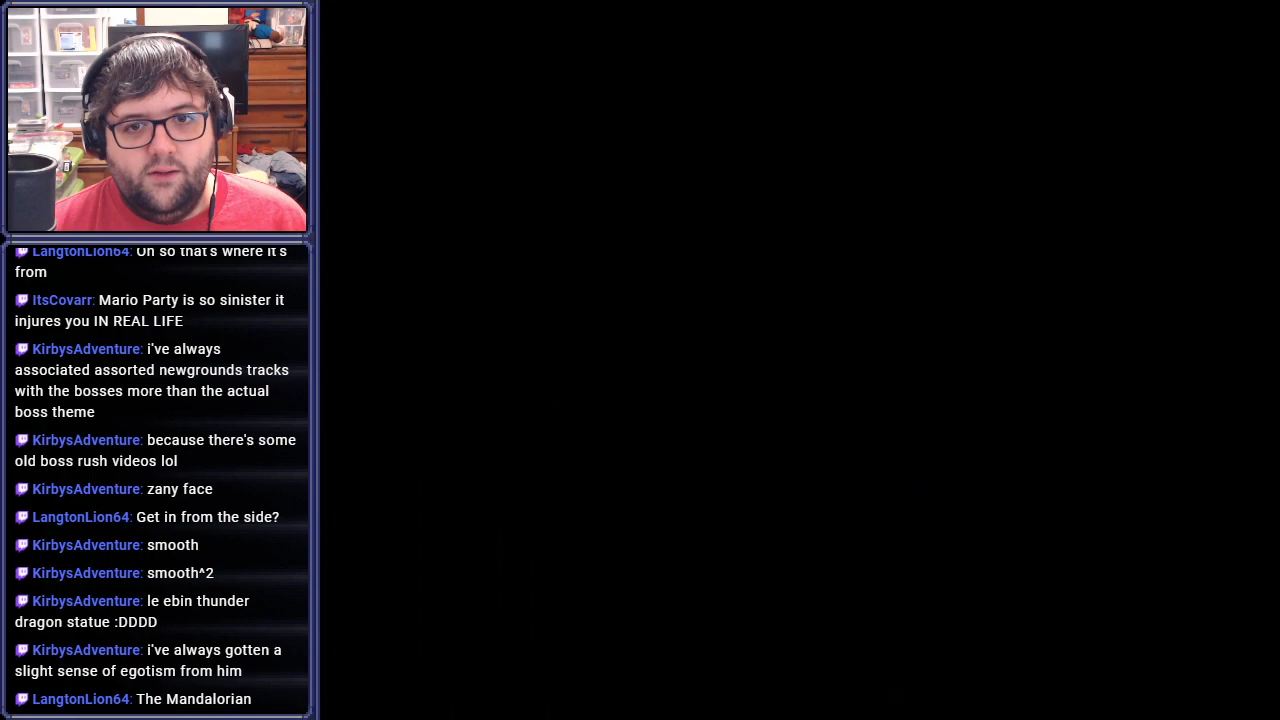 LangtonLion64: Oh so that's where it's
from
ItsCovarr: Mario Party is so sinister it
injures you IN REAL LIFE
KirbysAdventure: i've always
associated assorted newgrounds tracks
with the bosses more than the actual
boss theme
KirbysAdventure: because there's some
old boss rush videos lol
KirbysAdventure: zany face
LangtonLion64: Get in from the side?
KirbysAdventure: smooth
KirbysAdventure: smooth^2
KirbysAdventure: le ebin thunder
dragon statue :DDDD
KirbysAdventure: i've always gotten a
slight sense of egotism from him
LangtonLion64: The Mandalorian